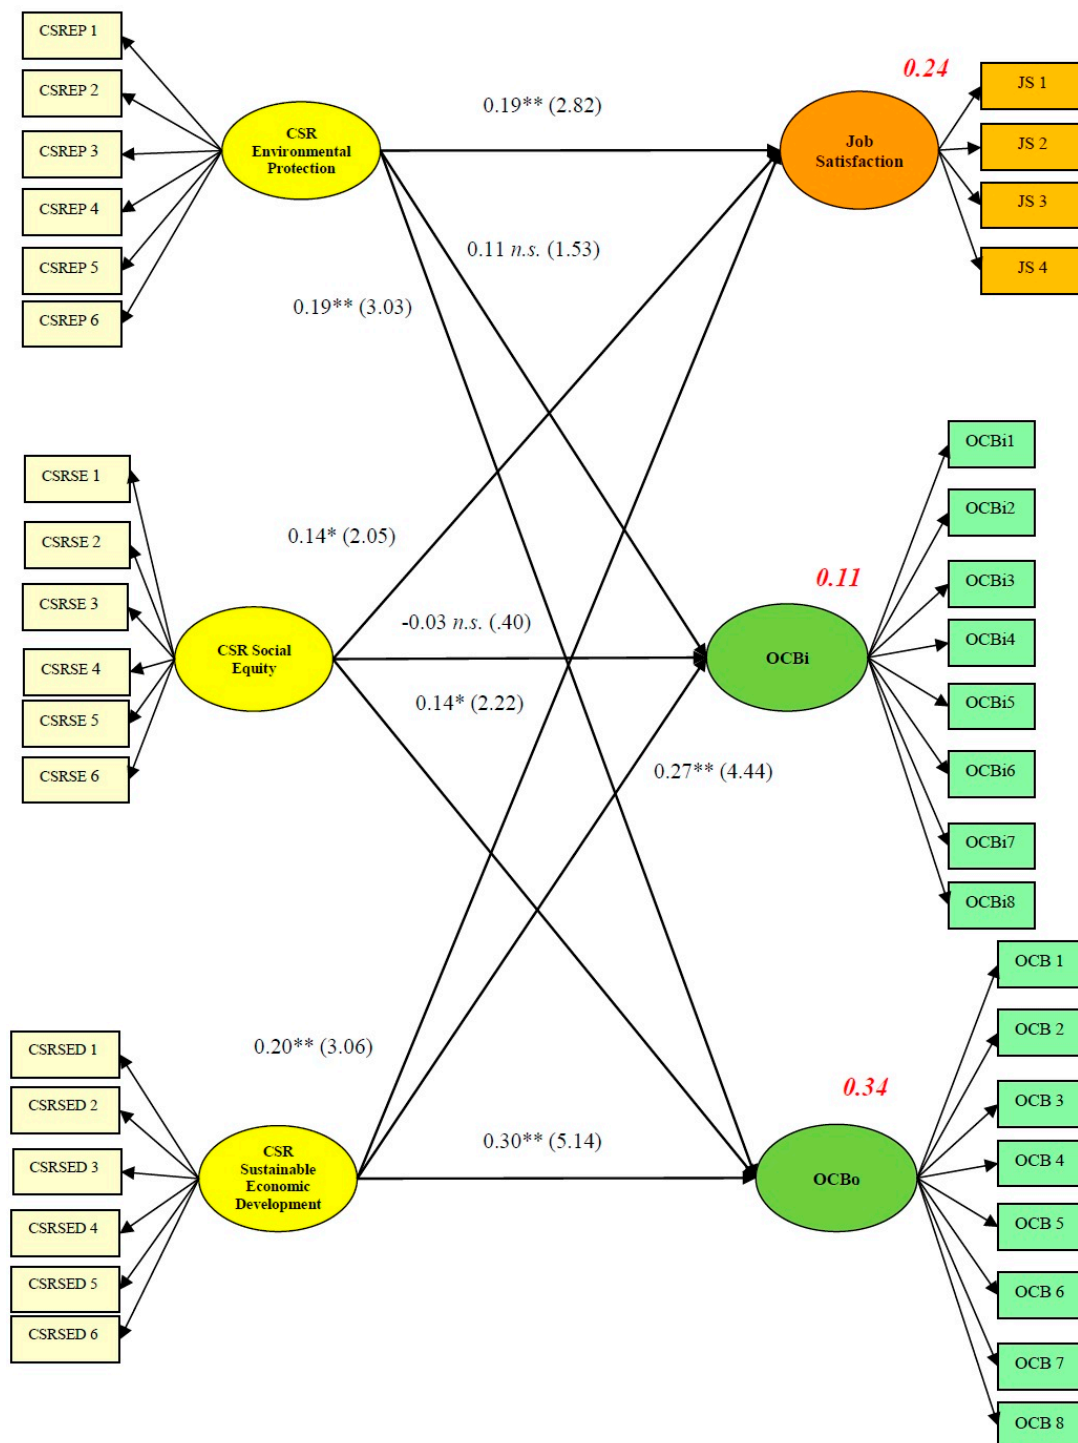 CSREP 1
CSREP 2
CSREP 3
CSREP 4
CSREP 5
CSREP 6
CSR
Environmental
Protection
0.19** (2.82)
0.11 n.s. (1.53)
0.19** (3.03)
0.24
Job
Satisfaction
JS 1
JS 2
JS 3
JS 4
CSRSE 1
CSRSE 2
CSRSE 3
CSRSE 4
CSRSE 5
CSRSE 6
CSR Social
Equity
0.14* (2.05)
-0.03 n.s. (.40)
0.14* (2.22)
0.27** (4.44)
0.11
OCBi
OCBi1
OCBi2
OCBi3
OCBi4
OCBi5
OCBi6
OCBi7
OCBi8
CSRSED 1
CSRSED 2
CSRSED 3
CSRSED 4
CSRSED 5
CSRSED 6
CSR
Sustainable
Economic
Development
0.20** (3.06)
0.30** (5.14)
0.34
OCBo
OCB 1
OCB 2
OCB 3
OCB 4
OCB 5
OCB 6
OCB 7
OCB 8